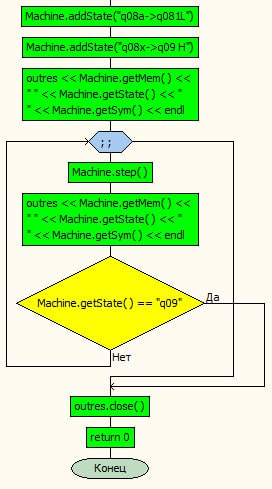 Machine.addState("q08a->q081L")
Machine.addState("q08x->q09 H")
outres << Machine.getMem() <<
" " << Machine.getState() << "
" << Machine.getSym() << endl
; ;
Machine.step()
outres << Machine.getMem() <<
" " << Machine.getState() << "
" << Machine.getSym() << endl
Machine.getState() == "q09"
Да
Нет
outres.close()
return 0
Конец